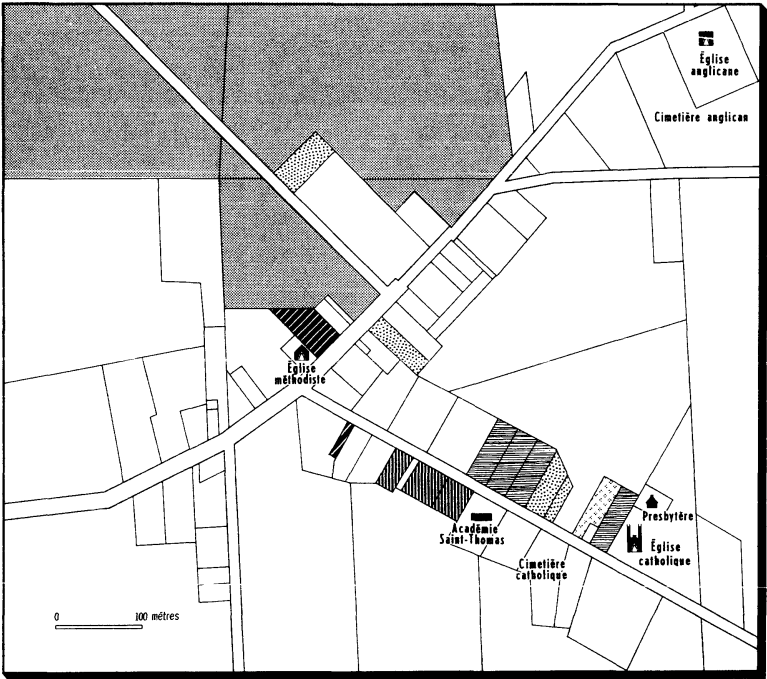 Église
anglicane
Cimetière anglican
Église
méthodiste
Presbytère
Académie
Saint-Thomas
Église
catholique
Cimetière
catholique
0 100 mètres